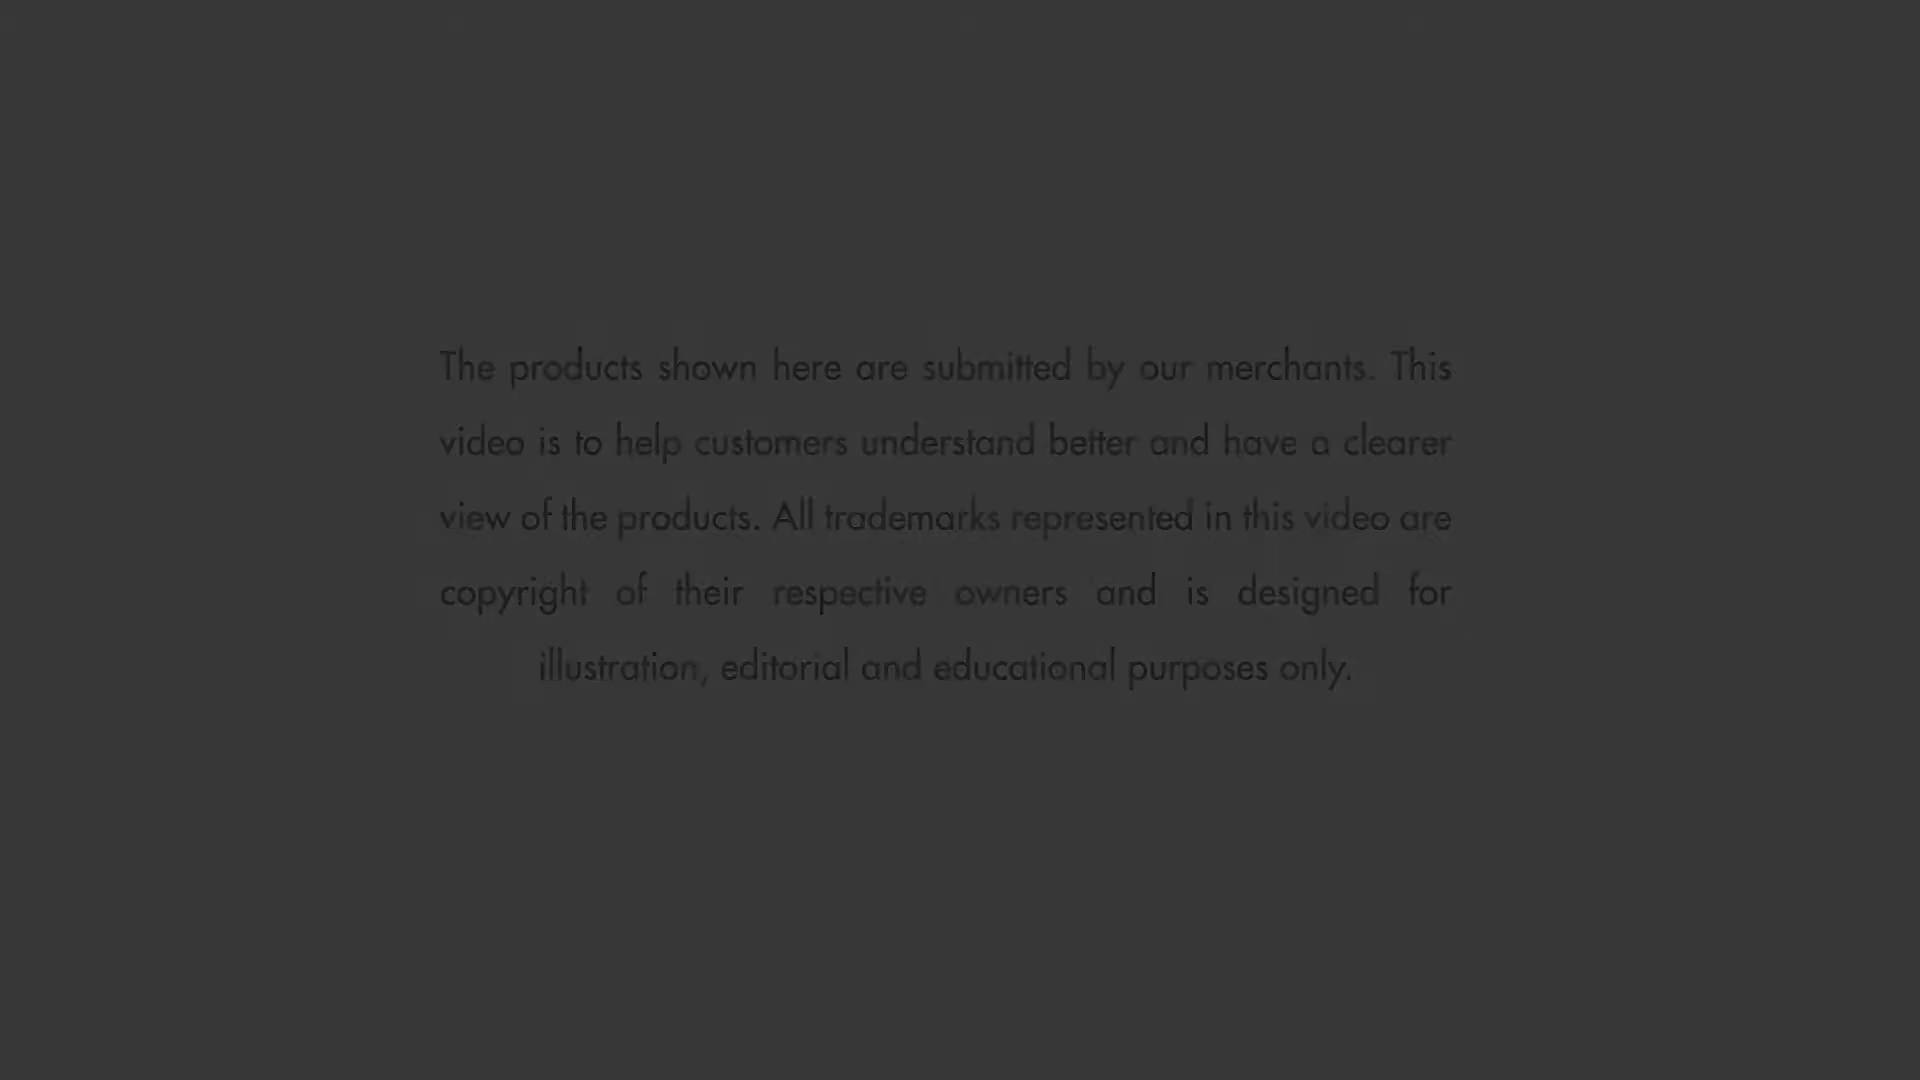 The products shown here are submitted by our merchants. This
video is to help customers understand better and have a clearer
view of the products. All trademarks represented in this video are
copyright of their respective owners and is designed for
illustration, editorial and educational purposes only.